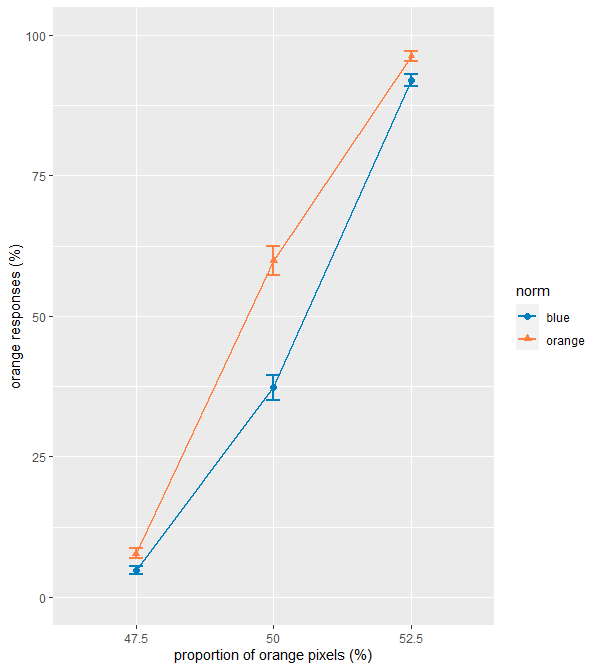 100
75
50
25
0
orange responses (%)
47.5 50 52.5
proportion of orange pixels (%)
norm
blue
orange